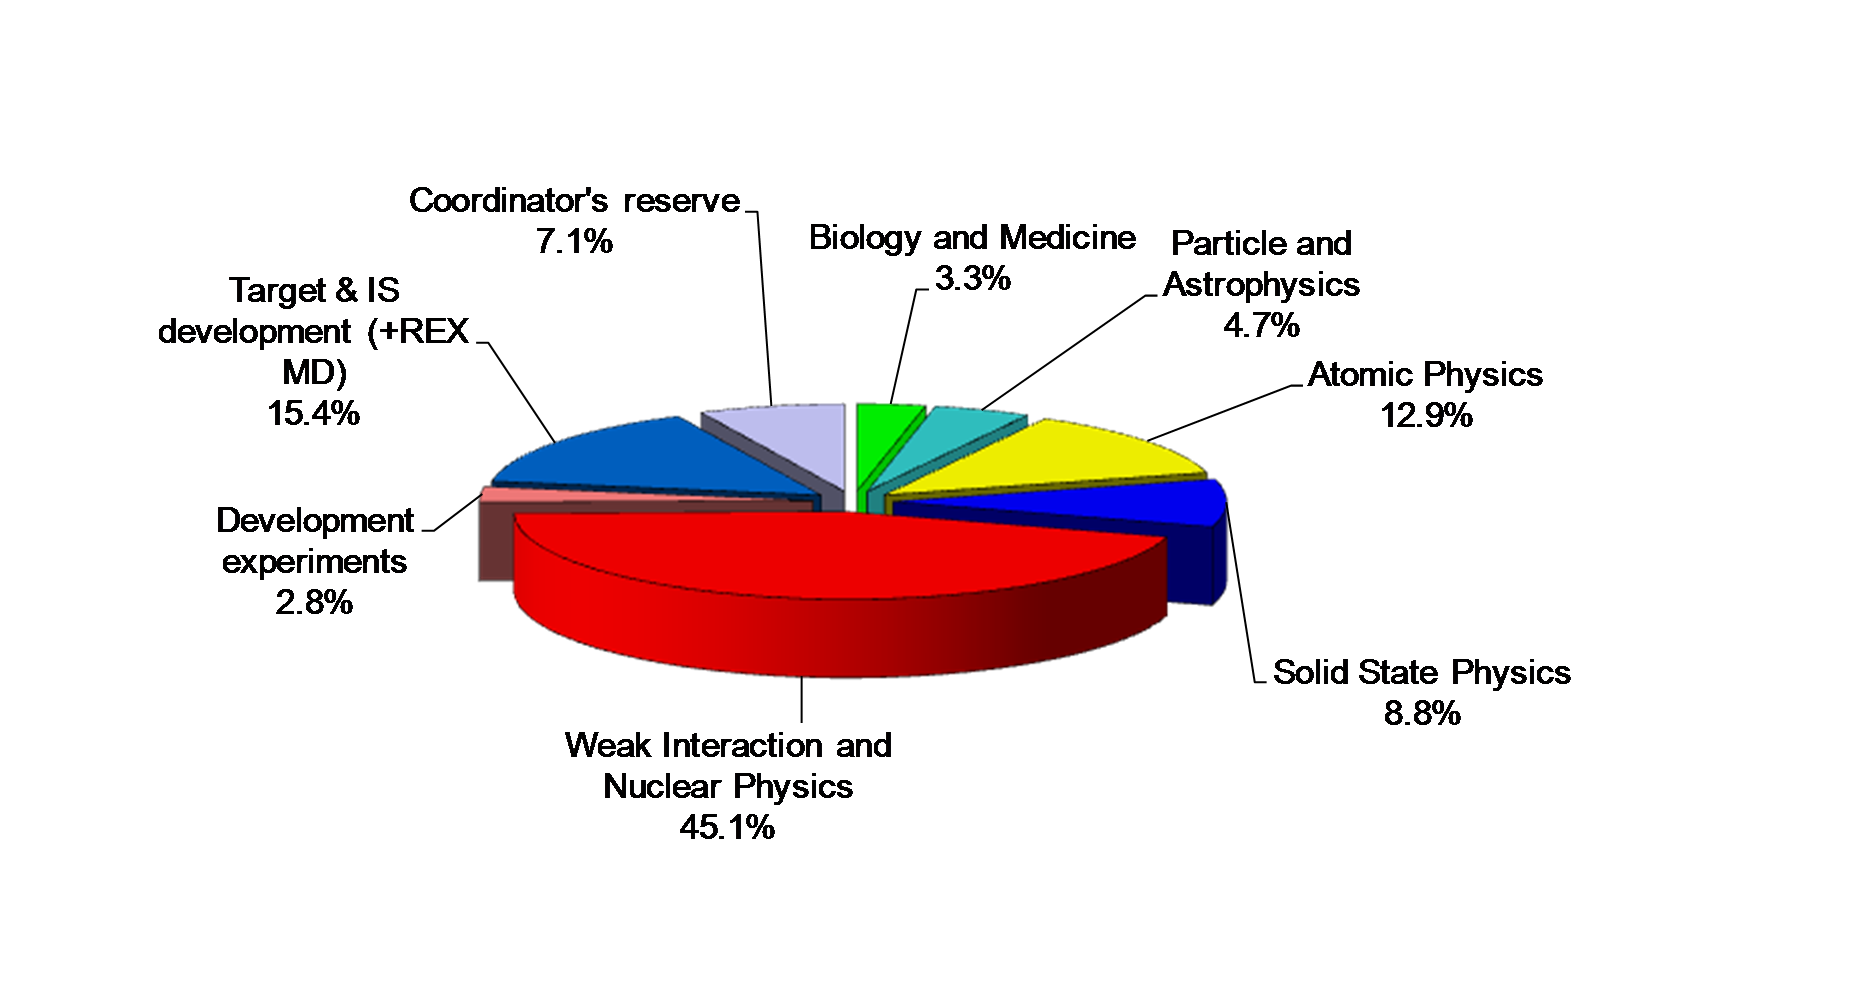 Coordinator's reserve
7.1%
Biology and Medicine
3.3%
Particle and
Astrophysics
4.7%
Target & IS
development (+REX
MD)
15.4%
Atomic Physics
12.9%
Development
experiments
2.8%
Solid State Physics
8.8%
Weak Interaction and
Nuclear Physics
45.1%